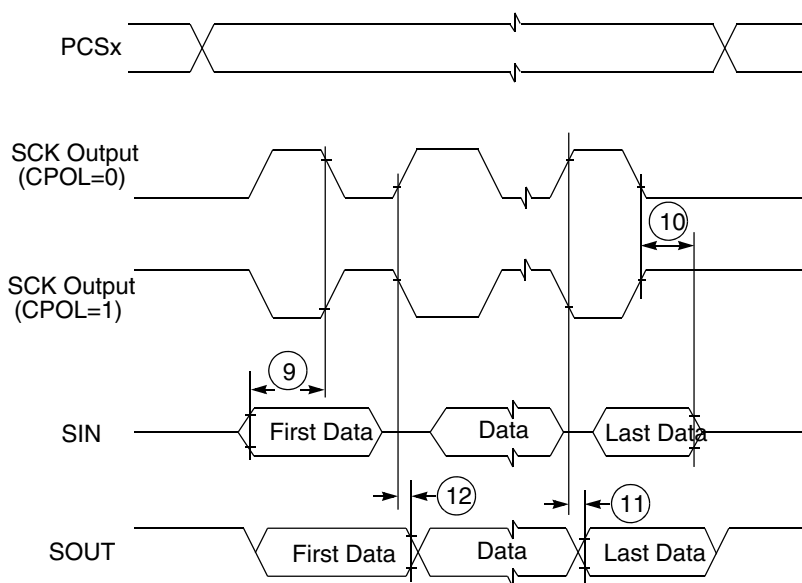 PCSx
SCK Output
(CPOL=0)
10
SCK Output
(CPOL=1)
9
SIN
First Data
Data
Last Data
12
11
SOUT
First Data
Data
Last Data